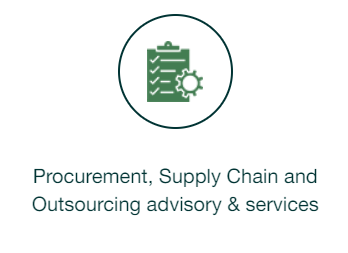 Procurement, Supply Chain and
Outsourcing advisory & services